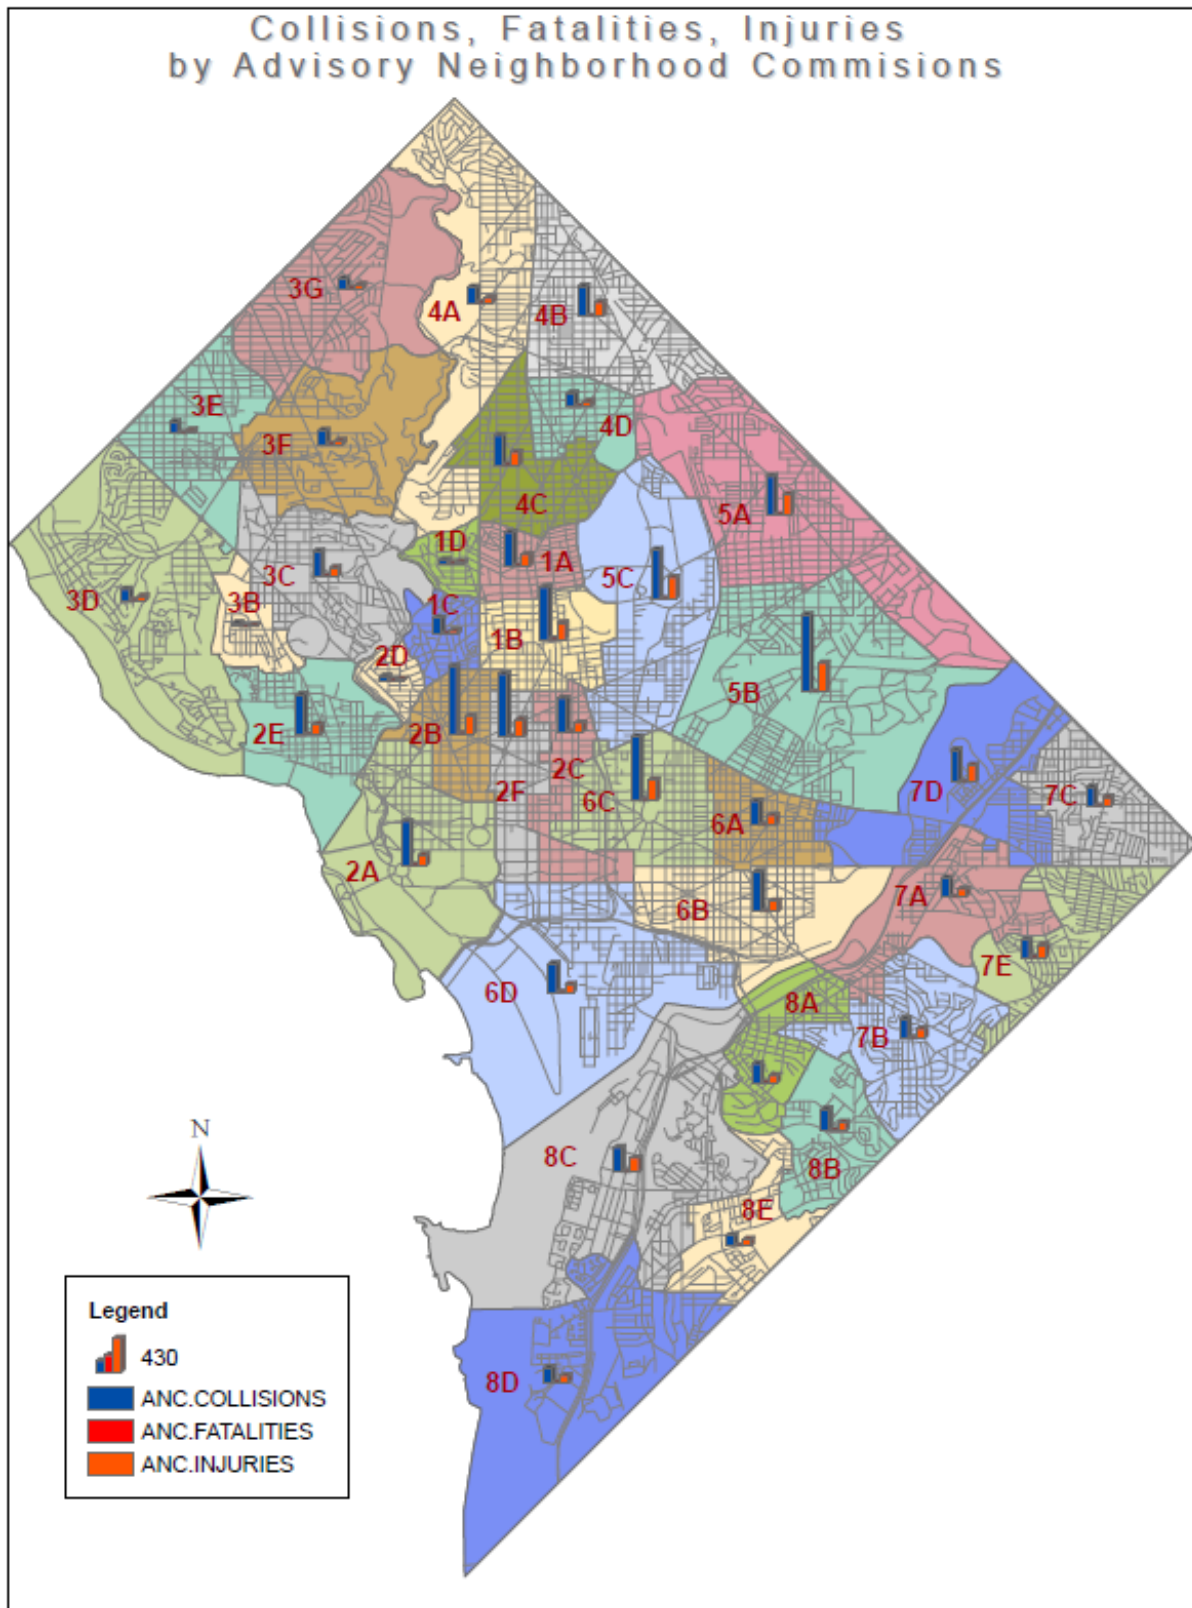 Collisions, Fatalities, Injuries
by Advisory Neighborhood Commisions
3G
4A
4B
3E
3F
4D
4C
5A
1D
1A
3C
5C
3D
3B
1C
1B
2D
5B
2E
2B
2C
2F
6C
7D
7C
6A
2A
7A
6B
7E
6D
8A
7B
N
8C
8B
8E
8D
Legend
430
ANC.COLLISIONS
ANC.FATALITIES
ANC.INJURIES